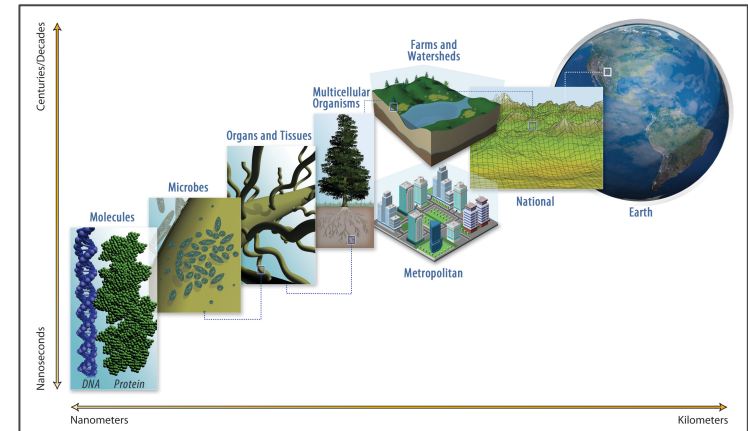 Centuries/Decades
Nanoseconds
Farms and
Watersheds
Multicellular
Organisms
Organs and Tissues
Microbes
Molecules
National
Earth
Metropolitan
DNA Protein
Nanometers
Kilometers